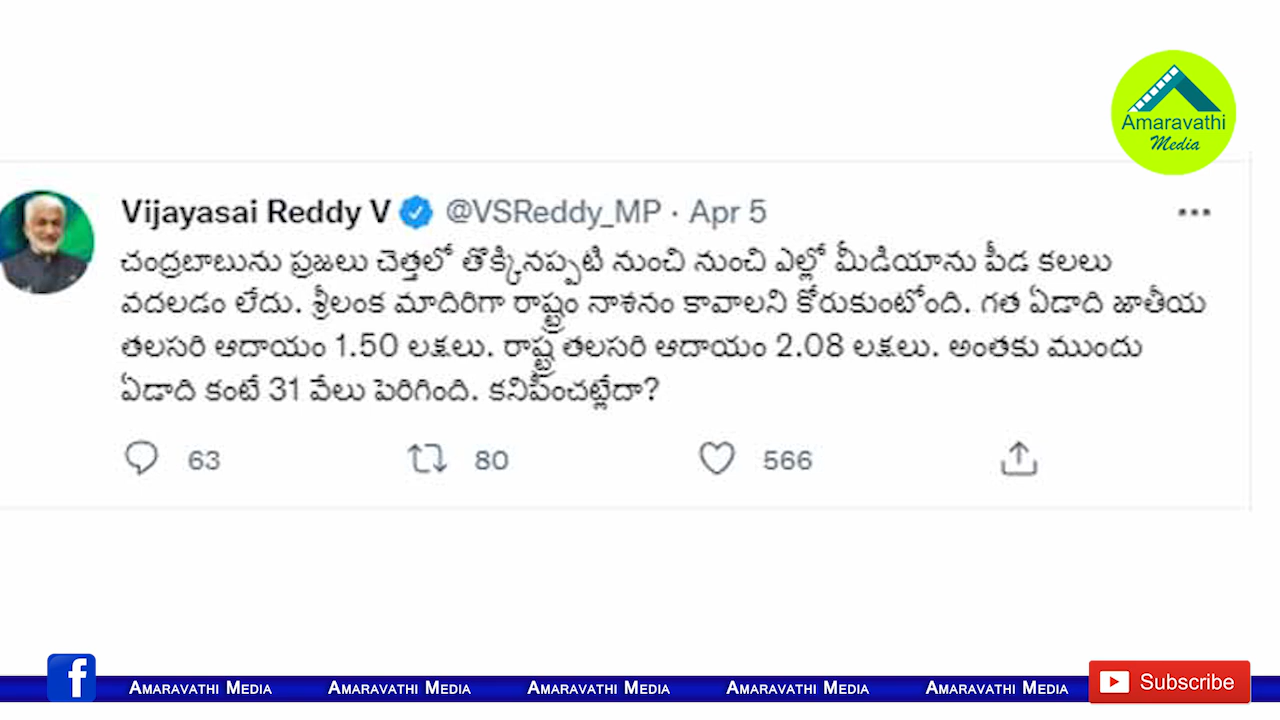 Amaravathi
Media
Vijayasai Reddy V @VSReddy_MP · Apr 5
చంద్రబాబును ప్రజలు చెత్తలో తొక్కినప్పటి నుంచి నుంచి ఎల్లో మీడియాను పీడ కలలు
వదలడం లేదు. శ్రీలంక మాదిరిగా రాష్ట్రం నాశనం కావాలని కోరుకుంటోంది. గత ఏడాది జాతీయ
తలసరి ఆదాయం 1.50 లక్షలు. రాష్ట్ర తలసరి ఆదాయం 2.08 లక్షలు. అంతకు ముందు
ఏడాది కంటే 31 వేలు పెరిగింది. కనిపించట్లేదా?
63 80 566
f Amaravathi Media Amaravathi Media Amaravathi Media Amaravathi Media Amaravathi Media Subscribe